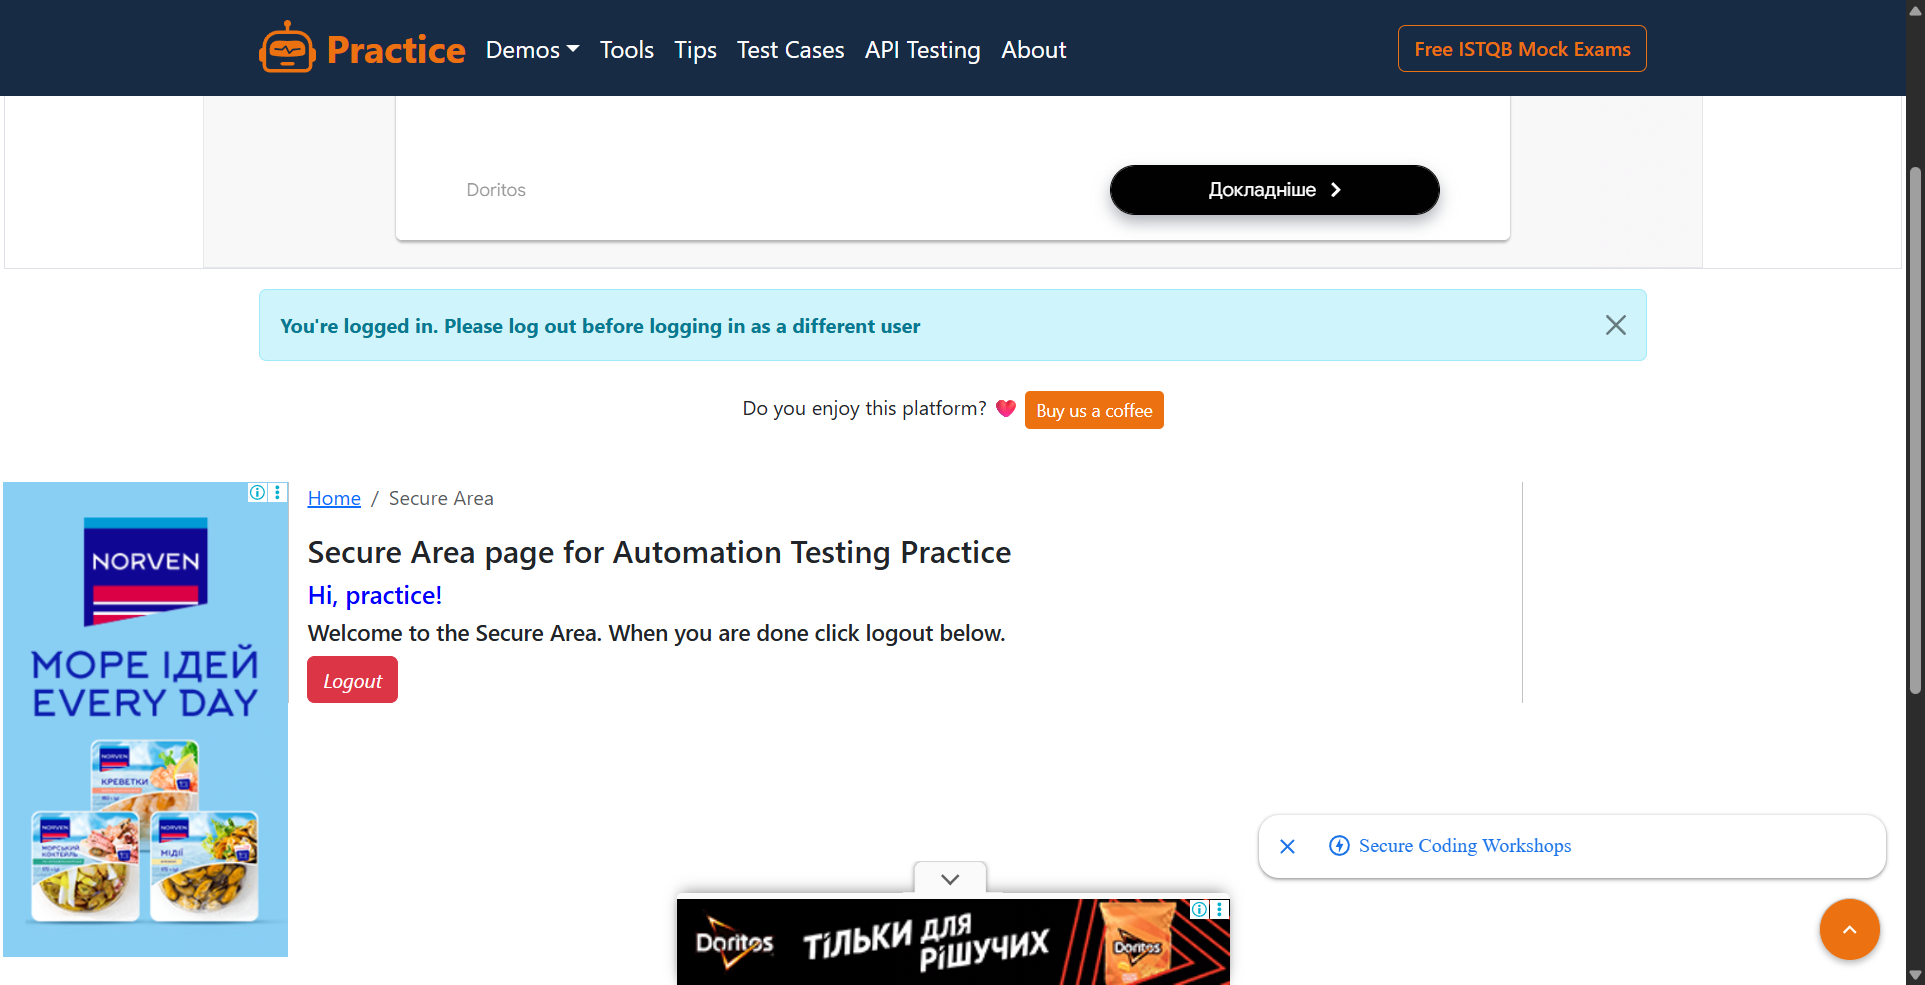 Practice Demos Tools Tips Test Cases API Testing About Free ISTQB Mock Exams
Doritos
Докладніше
You're logged in. Please log out before logging in as a different user
Do you enjoy this platform? Buy us a coffee
Home / Secure Area
Secure Area page for Automation Testing Practice
Hi, practice!
Welcome to the Secure Area. When you are done click logout below.
Logout
NORVEN
МОРЕ ІДЕЙ
EVERY DAY
NORVEN
КРЕВЕТКИ
NORVEN
МОРСЬКИЙ
КОКТЕЙЛЬ
NORVEN
МІДІЇ
Secure Coding Workshops
Doritos
ТІЛЬКИ ДЛЯ
РІШУЧИХ
Doritos